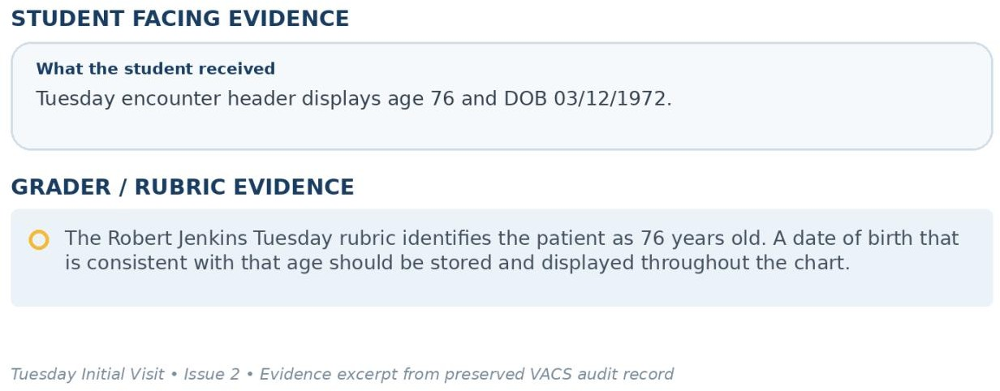 STUDENT FACING EVIDENCE
What the student received
Tuesday encounter header displays age 76 and DOB 03/12/1972.
GRADER / RUBRIC EVIDENCE
The Robert Jenkins Tuesday rubric identifies the patient as 76 years old. A date of birth that
is consistent with that age should be stored and displayed throughout the chart.
Tuesday Initial Visit • Issue 2 • Evidence excerpt from preserved VACS audit record